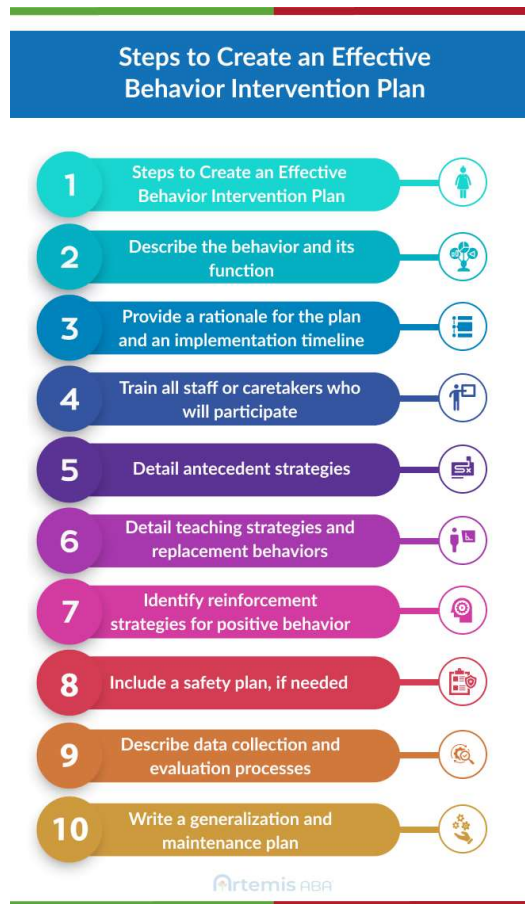 Steps to Create an Effective
Behavior Intervention Plan
1
Steps to Create an Effective
Behavior Intervention Plan
2
Describe the behavior and its
function
3
Provide a rationale for the plan
and an implementation timeline
4
Train all staff or caretakers who
will participate
5
Detail antecedent strategies
6
Detail teaching strategies and
replacement behaviors
7
Identify reinforcement
strategies for positive behavior
8
Include a safety plan, if needed
9
Describe data collection and
evaluation processes
10
Write a generalization and
maintenance plan
Artemis ABA